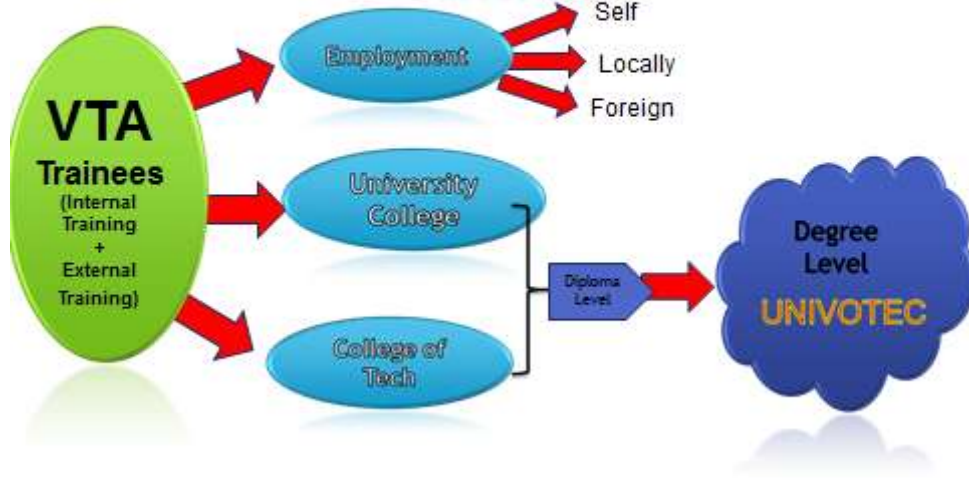 VTA
Trainees
(Internal
Training
+
External
Training)
Employment
Self
Locally
Foreign
University
College
College of
Tech
Diploma
Level
Degree
Level
UNIVOTEC